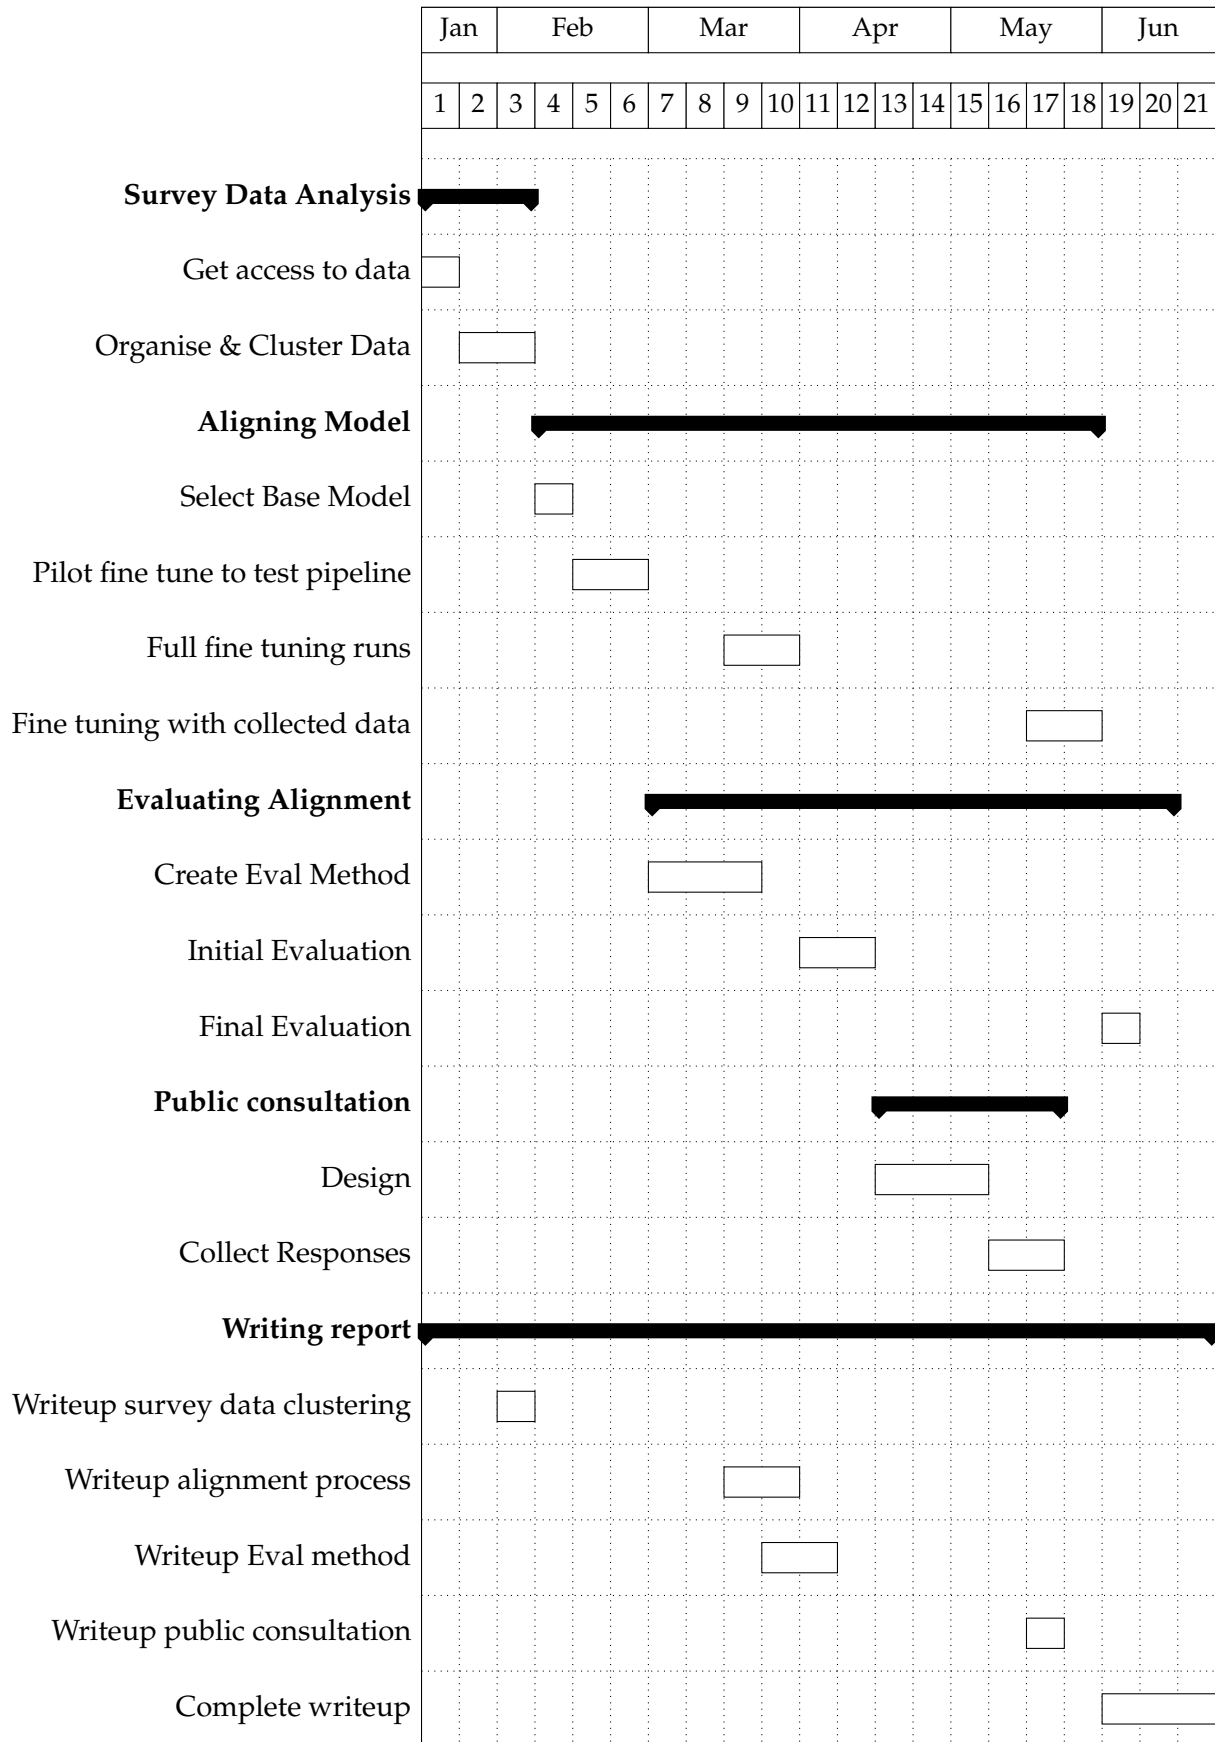 Jan Feb Mar Apr May Jun
1 2 3 4 5 6 7 8 9 10 11 12 13 14 15 16 17 18 19 20 21
Survey Data Analysis
Get access to data
Organise & Cluster Data
Aligning Model
Select Base Model
Pilot fine tune to test pipeline
Full fine tuning runs
Fine tuning with collected data
Evaluating Alignment
Create Eval Method
Initial Evaluation
Final Evaluation
Public consultation
Design
Collect Responses
Writing report
Writeup survey data clustering
Writeup alignment process
Writeup Eval method
Writeup public consultation
Complete writeup